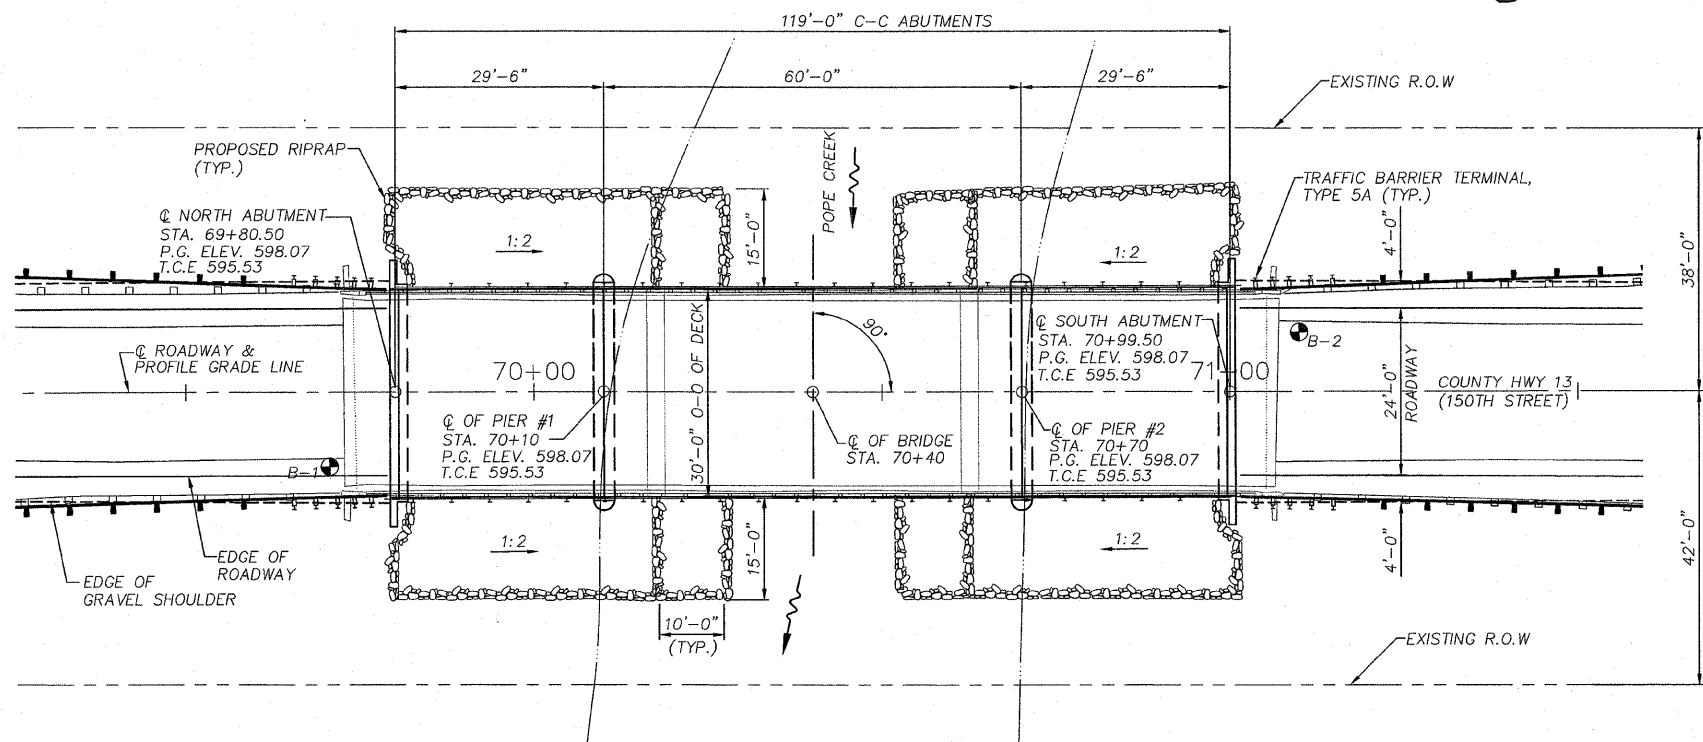 119'-0" C-C ABUTMENTS
29'-6"
60'-0"
29'-6"
EXISTING R.O.W
PROPOSED RIPRAP
(TYP.)
POPE CREEK
TRAFFIC BARRIER TERMINAL,
TYPE 5A (TYP.)
℄ NORTH ABUTMENT
STA. 69+80.50
P.G. ELEV. 598.07
T.C.E 595.53
1:2
15'-0"
1:2
4'-0"
38'-0"
30'-0" O-O OF DECK
90°
℄ SOUTH ABUTMENT
STA. 70+99.50
P.G. ELEV. 598.07
T.C.E 595.53
B-2
℄ ROADWAY &
PROFILE GRADE LINE
70+00
71+00
24'-0"
ROADWAY
COUNTY HWY 13
(150TH STREET)
℄ OF PIER #1
STA. 70+10
P.G. ELEV. 598.07
T.C.E 595.53
℄ OF BRIDGE
STA. 70+40
℄ OF PIER #2
STA. 70+70
P.G. ELEV. 598.07
T.C.E 595.53
B-1
1:2
15'-0"
1:2
4'-0"
42'-0"
EDGE OF
ROADWAY
EDGE OF
GRAVEL SHOULDER
10'-0"
(TYP.)
EXISTING R.O.W